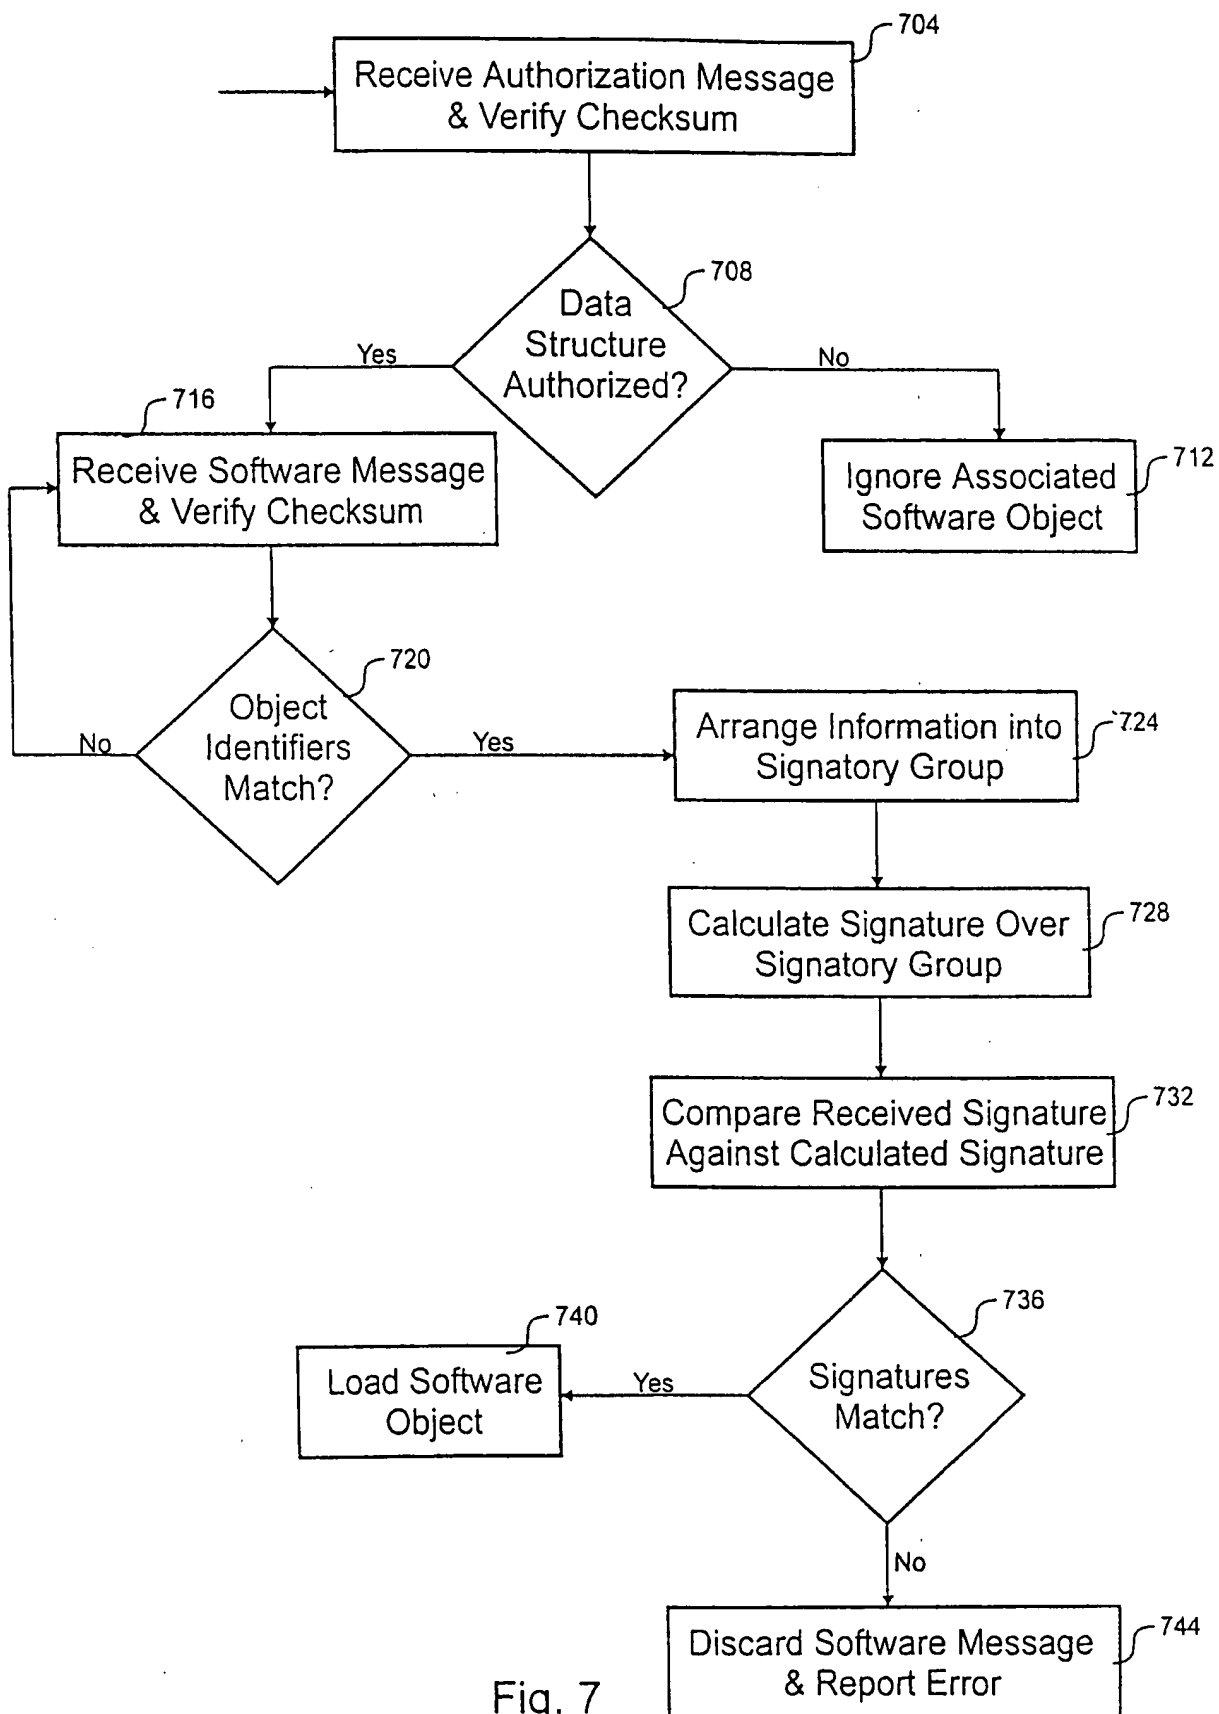 704
Receive Authorization Message
& Verify Checksum
708
Data
Structure
Authorized?
Yes
No
716
Receive Software Message
& Verify Checksum
712
Ignore Associated
Software Object
720
Object
Identifiers
Match?
No
Yes
724
Arrange Information into
Signatory Group
728
Calculate Signature Over
Signatory Group
732
Compare Received Signature
Against Calculated Signature
736
Signatures
Match?
740
Load Software
Object
Yes
No
744
Discard Software Message
& Report Error
Fig. 7